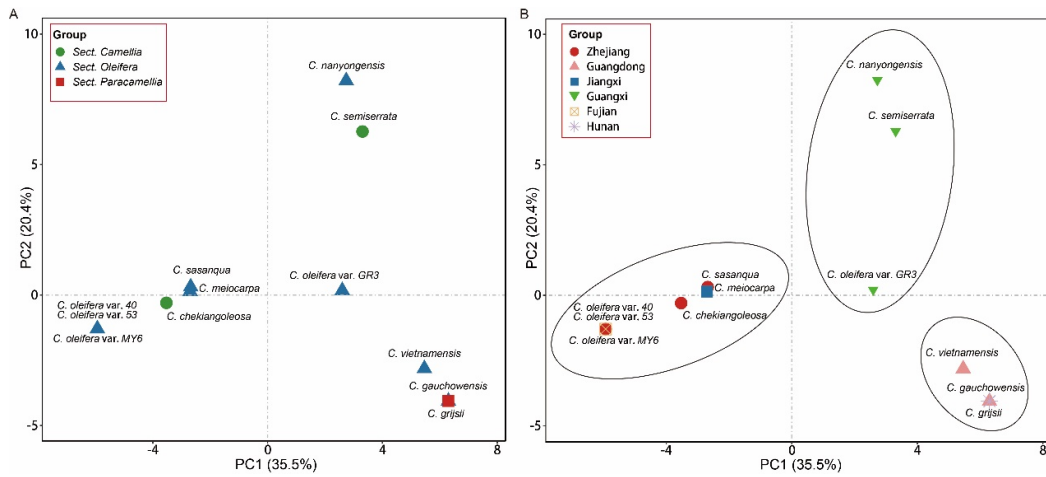 A
Group
Sect. Camellia
Sect. Oleifera
Sect. Paracamellia
10
5
0
-5
PC2 (20.4%)
C. nanyongensis
C. semiserrata
C. sasanqua
C. meiocarpa
C. oleifera var. GR3
C. oleifera var. 40
C. oleifera var. 53
C. chekiangoleosa
C. oleifera var. MY6
C. vietnamensis
C. gauchowensis
C. grijsii
-4
0
4
8
PC1 (35.5%)
B
Group
Zhejiang
Guangdong
Jiangxi
Guangxi
Fujian
Hunan
10
5
0
-5
PC2 (20.4%)
C. nanyongensis
C. semiserrata
C. sasanqua
C. meiocarpa
C. oleifera var. GR3
C. oleifera var. 40
C. oleifera var. 53
C. chekiangoleosa
C. oleifera var. MY6
C. vietnamensis
C. gauchowensis
C. grijsii
-4
0
4
8
PC1 (35.5%)